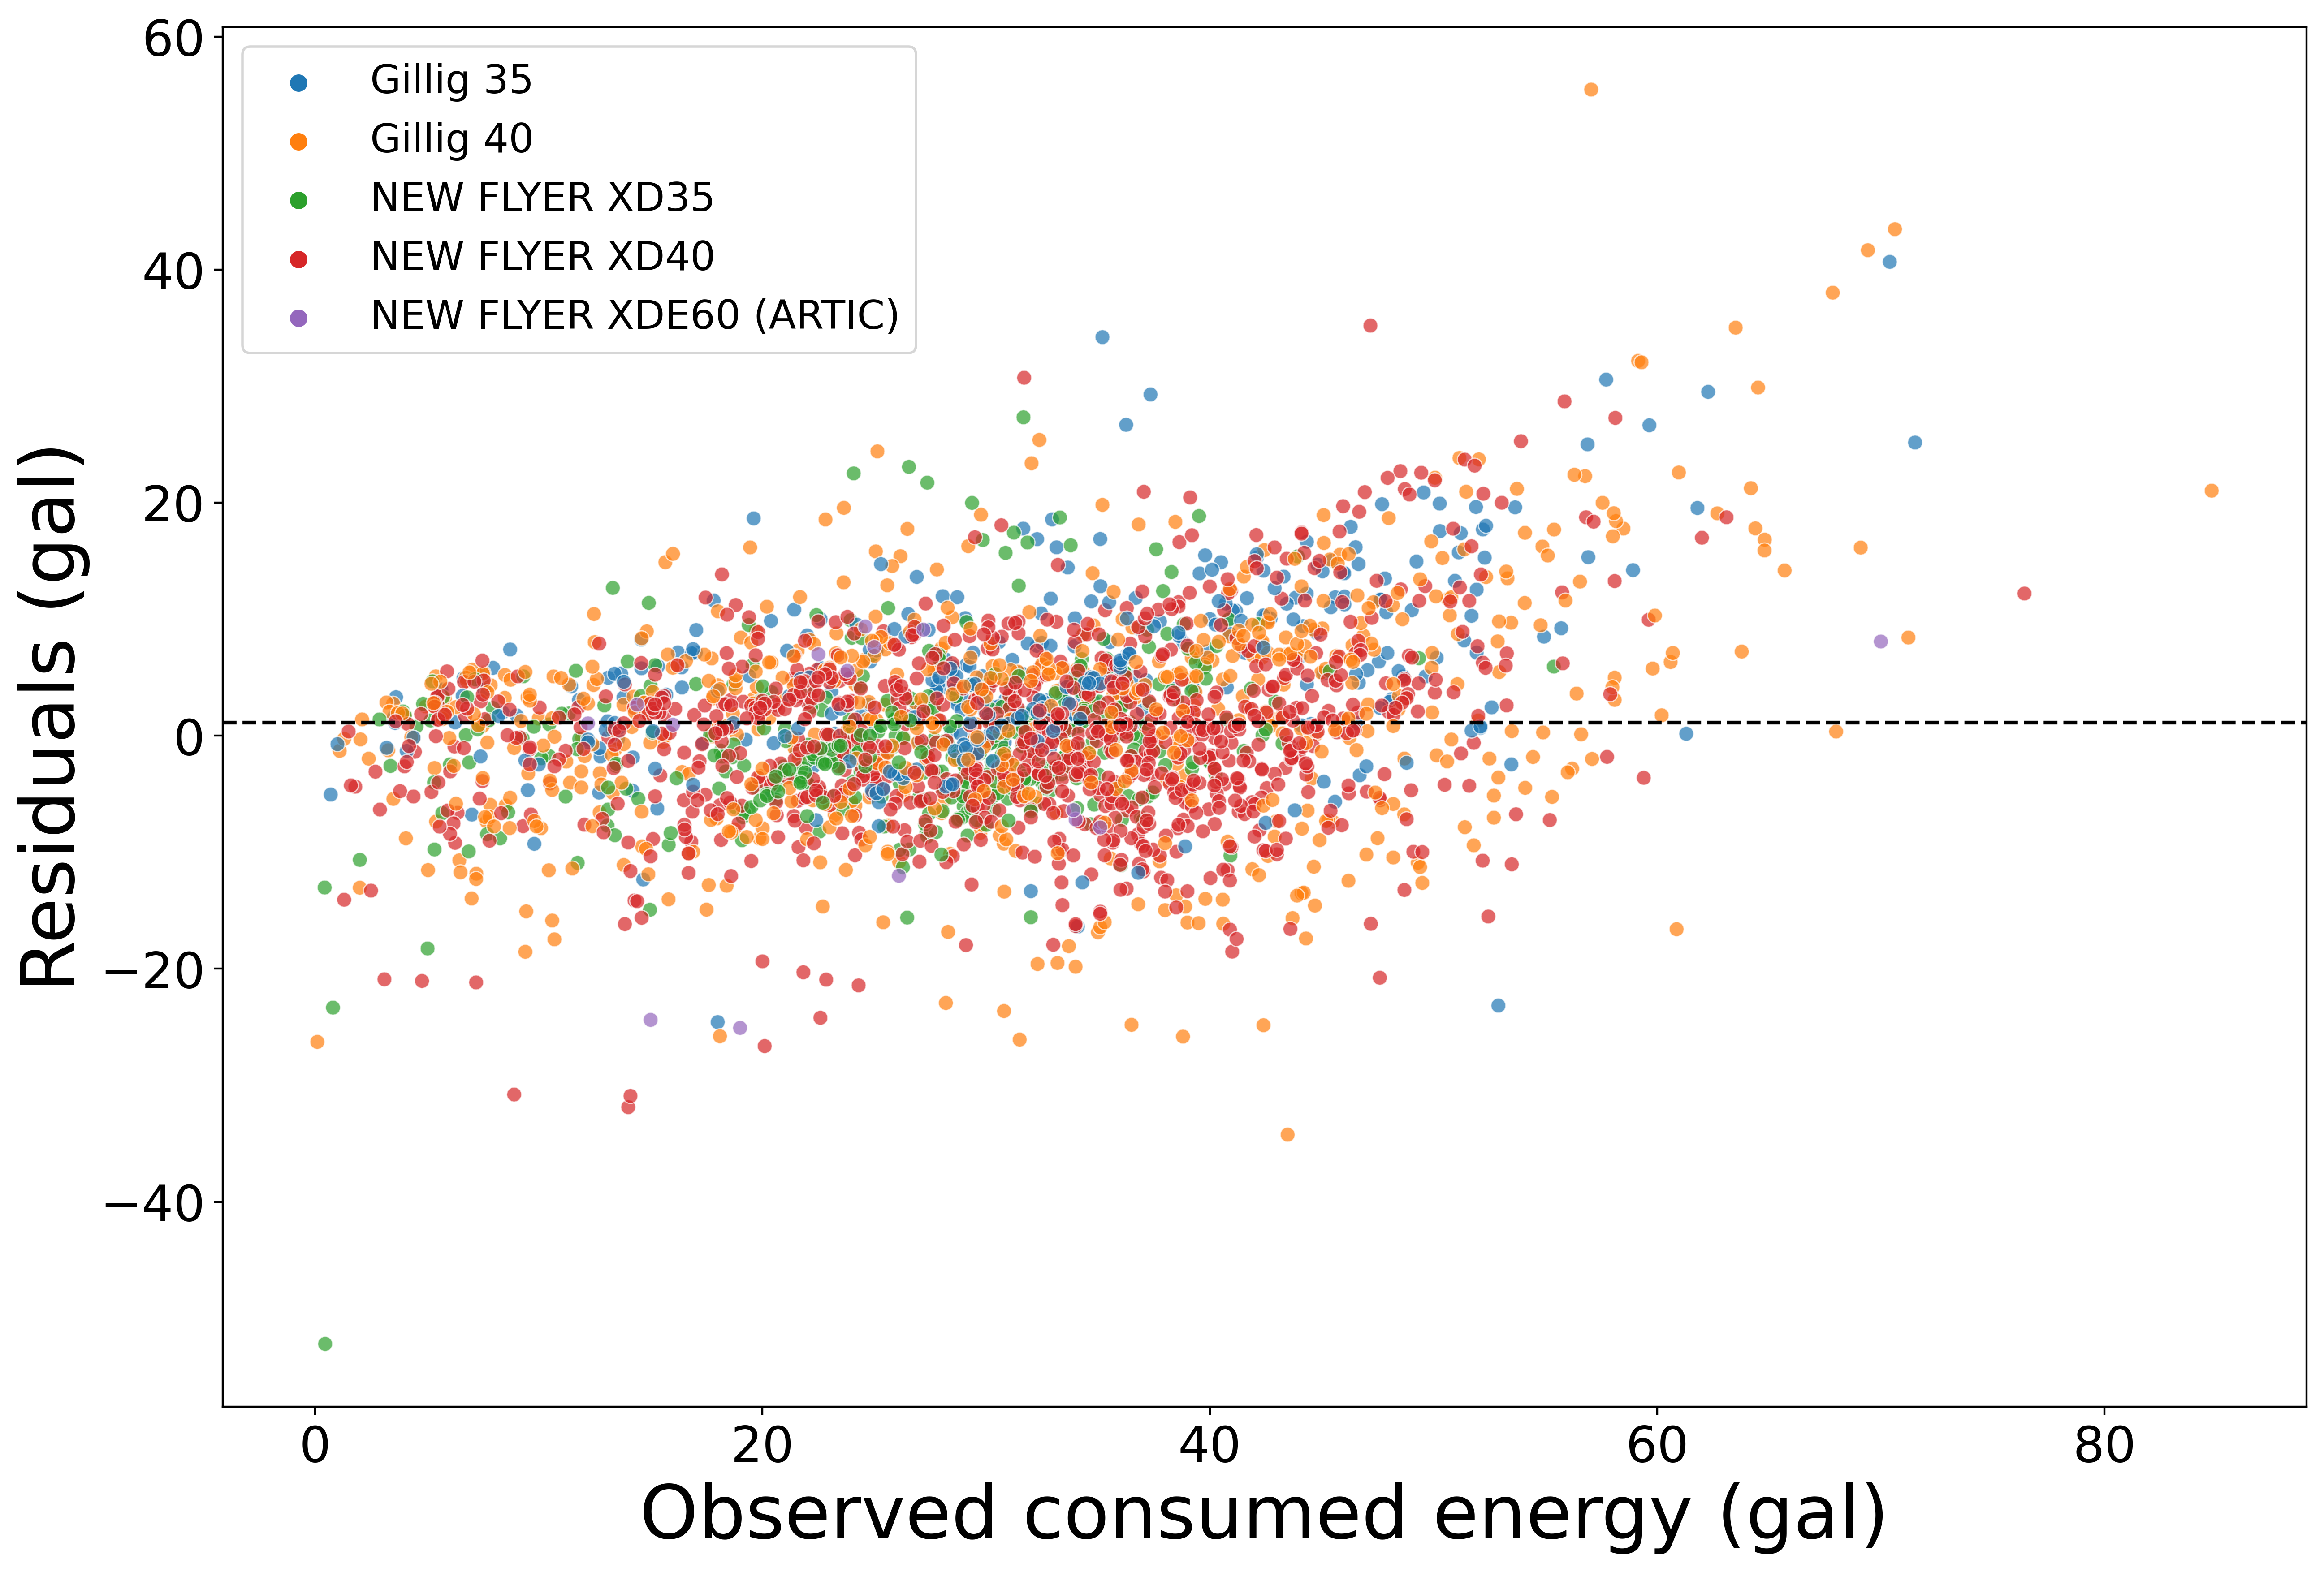 60
40
20
0
−20
−40
Residuals (gal)
Gillig 35
Gillig 40
NEW FLYER XD35
NEW FLYER XD40
NEW FLYER XDE60 (ARTIC)
0 20 40 60 80
Observed consumed energy (gal)